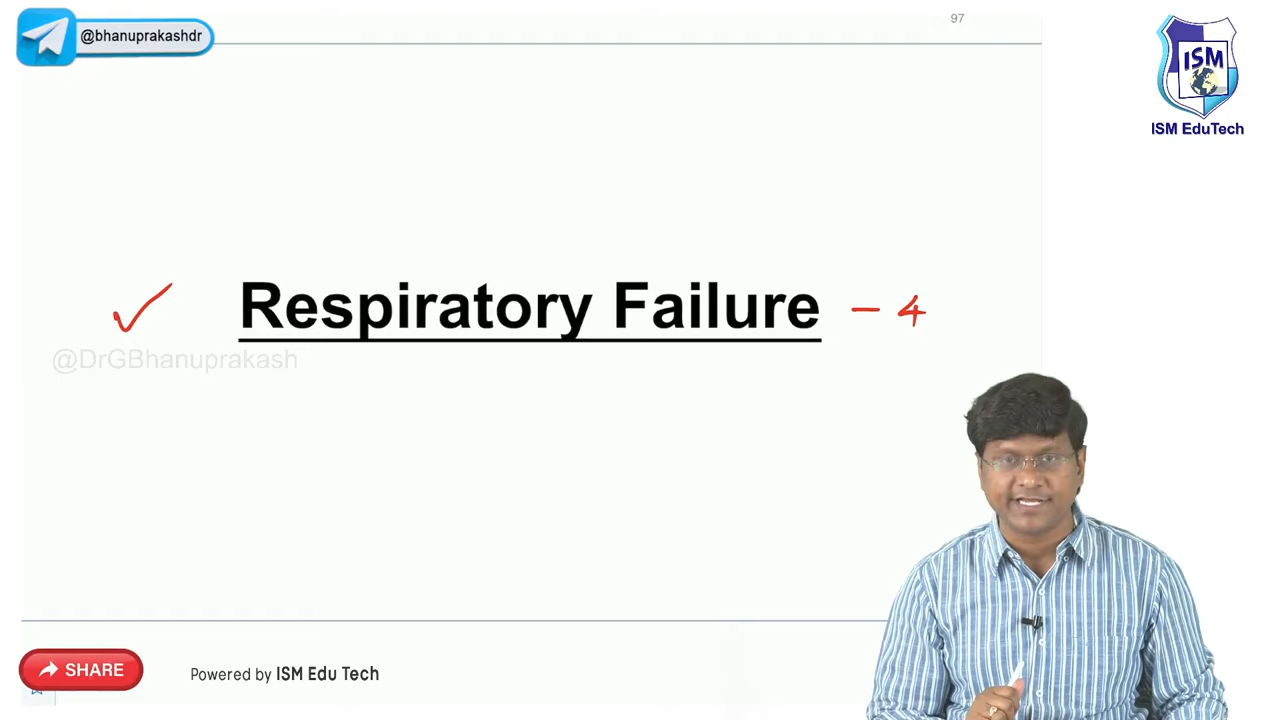 @bhanuprakashdr
97
ISM
ISM EduTech
Respiratory Failure - 4
@DrGBhanuprakash
SHARE
Powered by ISM Edu Tech